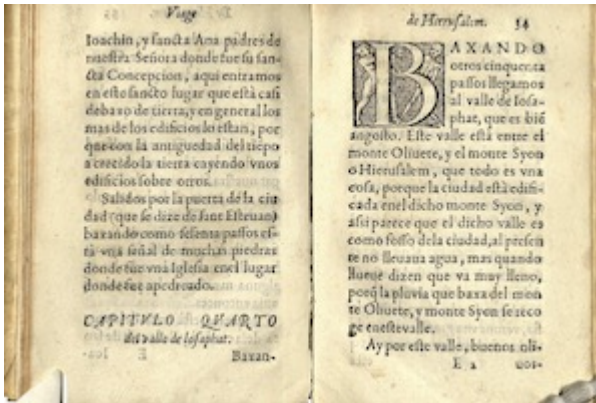 Viage
Ioachin, y sancta Ana padres de
nuestra Señora donde fue su san-
cta Concepcion, aqui entramos
en esto sancto lugar que està casi
debaxo de tierra, y en general los
mas de los edificios lo estan, por
que con la antiguedad del tiẽpo
a crecido la tierra cayendo vnos
edificios sobre otros.
Salidos por la puerta de la ciu
dad (que se dize de sant Esteuan)
baxando como sesenta passos es-
tà vna señal de muchas piedras
donde fue vna Iglesia en el lugar
donde fue apedreado.
CAPITVLO QVARTO
del valle de Iosaphat.
E
Baxan-
de Hierusalem. 34
BAXANDO
otros cinquenta
passos llegamos
al valle de Iosa-
phat, que es biẽ
angosto. Este valle està entre el
monte Oliuete, y el monte Syon
o Hierusalem, que todo es vna
cosa, porque la ciudad està edifi-
cada en el dicho monte Syon, y
assi parece que el dicho valle es
como fosso de la ciudad, al presen
te no lleuaua agua, mas quando
llueue dizen que va muy lleno,
porq̃ la pluvia que baxa del mon
te Oliuete, y monte Syon se reco
ge en este valle.
Ay por este valle, buenos oli-
E 2 uos-